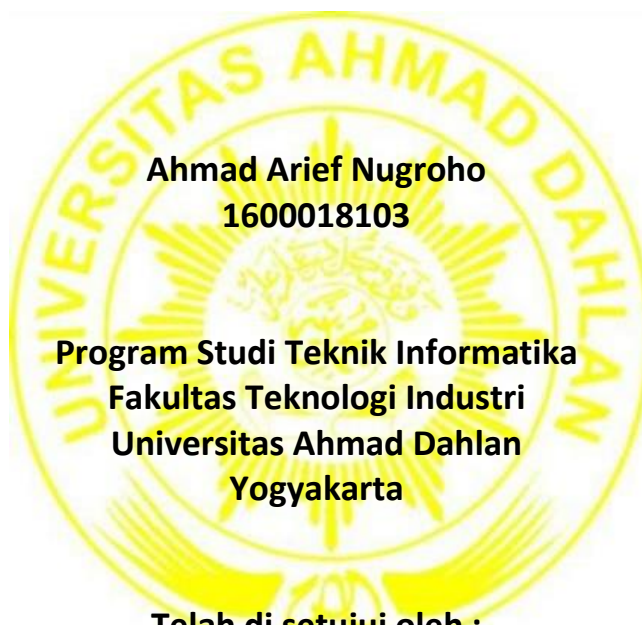 UNIVERSITAS AHMAD DAHLAN
Ahmad Arief Nugroho
1600018103
Program Studi Teknik Informatika
Fakultas Teknologi Industri
Universitas Ahmad Dahlan
Yogyakarta
Telah di setujui oleh :